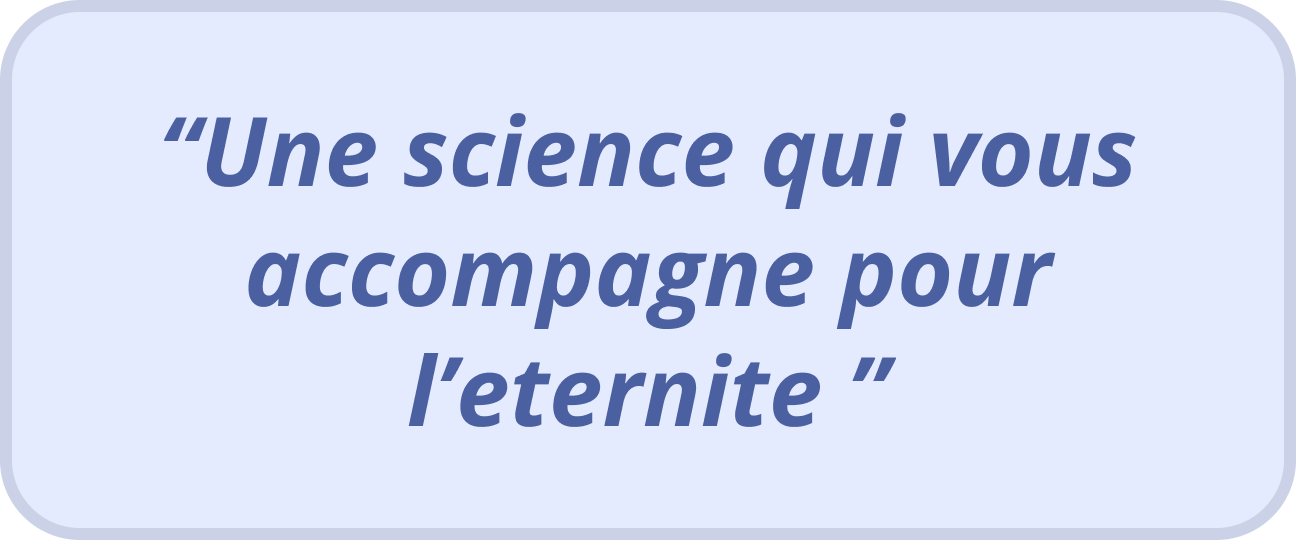 “Une science qui vous
accompagne pour
l’eternite ”